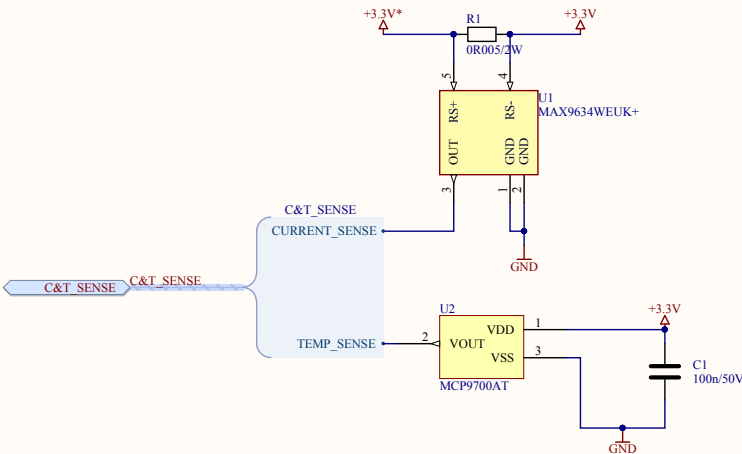 +3.3V*
R1
+3.3V
0R005/2W
5
4
U1
MAX9634WEUK+
RS+
RS-
OUT
GND
GND
3
1
2
C&T_SENSE
CURRENT_SENSE
GND
C&T_SENSE
C&T_SENSE
U2
+3.3V
VDD
1
2
VOUT
TEMP_SENSE
VSS
3
C1
100n/50V
MCP9700AT
GND